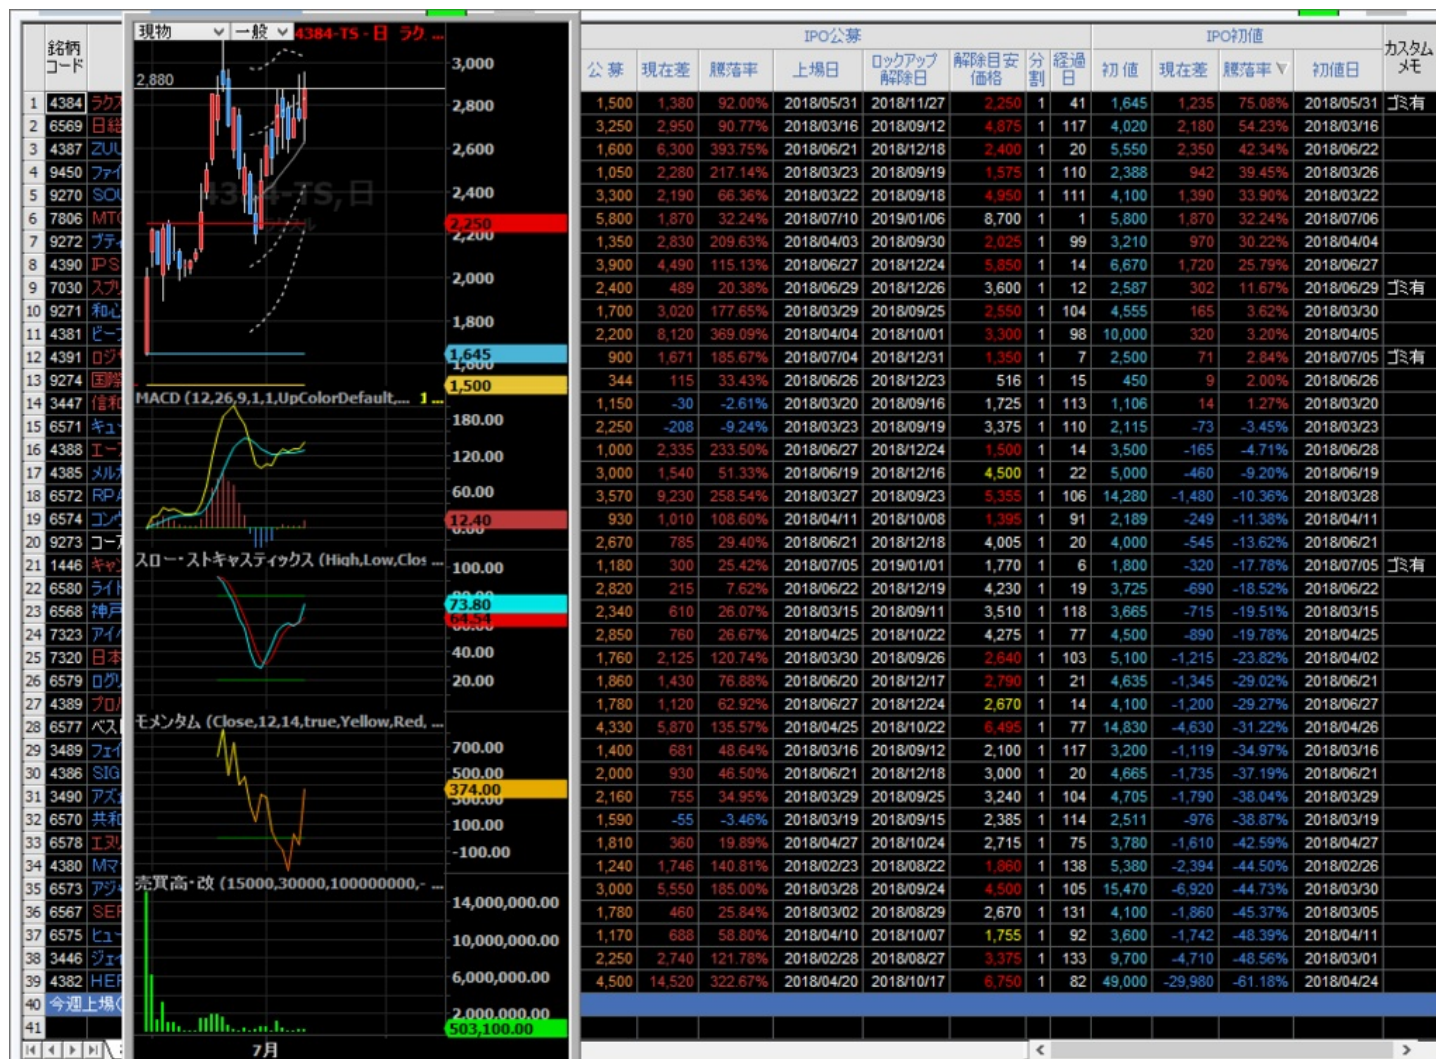 現物 一般 4384-TS - 日 ラク ...
IPO公募 IPO初値
銘柄コード 公募 現在差 騰落率 上場日 ロックアップ解除日 解除目安価格 分割 経過日 初値 現在差 騰落率▼ 初値日 カスタムメモ
1 4384 ラクス 1,500 1,380 92.00% 2018/05/31 2018/11/27 2,250 1 41 1,645 1,235 75.08% 2018/05/31 ゴミ有
2 6569 日総 3,250 2,950 90.77% 2018/03/16 2018/09/12 4,875 1 117 4,020 2,180 54.23% 2018/03/16
3 4387 ZUU 1,600 6,300 393.75% 2018/06/21 2018/12/18 2,400 1 20 5,550 2,350 42.34% 2018/06/22
4 9450 ファイ 1,050 2,280 217.14% 2018/03/23 2018/09/19 1,575 1 110 2,388 942 39.45% 2018/03/26
5 9270 SOU 3,300 2,190 66.36% 2018/03/22 2018/09/18 4,950 1 111 4,100 1,390 33.90% 2018/03/22
6 7806 MTG 5,800 1,870 32.24% 2018/07/10 2019/01/06 8,700 1 1 5,800 1,870 32.24% 2018/07/06
7 9272 ブティ 1,350 2,830 209.63% 2018/04/03 2018/09/30 2,025 1 99 3,210 970 30.22% 2018/04/04
8 4390 IPS 3,900 4,490 115.13% 2018/06/27 2018/12/24 5,850 1 14 6,670 1,720 25.79% 2018/06/27
9 7030 スプリ 2,400 489 20.38% 2018/06/29 2018/12/26 3,600 1 12 2,587 302 11.67% 2018/06/29 ゴミ有
10 9271 和心 1,700 3,020 177.65% 2018/03/29 2018/09/25 2,550 1 104 4,555 165 3.62% 2018/03/30
11 4381 ビープ 2,200 8,120 369.09% 2018/04/04 2018/10/01 3,300 1 98 10,000 320 3.20% 2018/04/05
12 4391 ロジサ 900 1,671 185.67% 2018/07/04 2018/12/31 1,350 1 7 2,500 71 2.84% 2018/07/05 ゴミ有
13 9274 国際 344 115 33.43% 2018/06/26 2018/12/23 516 1 15 450 9 2.00% 2018/06/26
14 3447 信和 1,150 -30 -2.61% 2018/03/20 2018/09/16 1,725 1 113 1,106 14 1.27% 2018/03/20
15 6571 キュー 2,250 -208 -9.24% 2018/03/23 2018/09/19 3,375 1 110 2,115 -73 -3.45% 2018/03/23
16 4388 エー 1,000 2,335 233.50% 2018/06/27 2018/12/24 1,500 1 14 3,500 -165 -4.71% 2018/06/28
17 4385 メルカ 3,000 1,540 51.33% 2018/06/19 2018/12/16 4,500 1 22 5,000 -460 -9.20% 2018/06/19
18 6572 RPA 3,570 9,230 258.54% 2018/03/27 2018/09/23 5,355 1 106 14,280 -1,480 -10.36% 2018/03/28
19 6574 コンヴ 930 1,010 108.60% 2018/04/11 2018/10/08 1,395 1 91 2,189 -249 -11.38% 2018/04/11
20 9273 コーア 2,670 785 29.40% 2018/06/21 2018/12/18 4,005 1 20 4,000 -545 -13.62% 2018/06/21
21 1446 キャン 1,180 300 25.42% 2018/07/05 2019/01/01 1,770 1 6 1,800 -320 -17.78% 2018/07/05 ゴミ有
22 6580 ライト 2,820 215 7.62% 2018/06/22 2018/12/19 4,230 1 19 3,725 -690 -18.52% 2018/06/22
23 6568 神戸 2,340 610 26.07% 2018/03/15 2018/09/11 3,510 1 118 3,665 -715 -19.51% 2018/03/15
24 7323 アイパ 2,850 760 26.67% 2018/04/25 2018/10/22 4,275 1 77 4,500 -890 -19.78% 2018/04/25
25 7320 日本 1,760 2,125 120.74% 2018/03/30 2018/09/26 2,640 1 103 5,100 -1,215 -23.82% 2018/04/02
26 6579 ログリ 1,860 1,430 76.88% 2018/06/20 2018/12/17 2,790 1 21 4,635 -1,345 -29.02% 2018/06/21
27 4389 プロパ 1,780 1,120 62.92% 2018/06/27 2018/12/24 2,670 1 14 4,100 -1,200 -29.27% 2018/06/27
28 6577 ベスト 4,330 5,870 135.57% 2018/04/25 2018/10/22 6,495 1 77 14,830 -4,630 -31.22% 2018/04/26
29 3489 フェイ 1,400 681 48.64% 2018/03/16 2018/09/12 2,100 1 117 3,200 -1,119 -34.97% 2018/03/16
30 4386 SIG 2,000 930 46.50% 2018/06/21 2018/12/18 3,000 1 20 4,665 -1,735 -37.19% 2018/06/21
31 3490 アズ 2,160 755 34.95% 2018/03/29 2018/09/25 3,240 1 104 4,705 -1,790 -38.04% 2018/03/29
32 6570 共和 1,590 -55 -3.46% 2018/03/19 2018/09/15 2,385 1 114 2,511 -976 -38.87% 2018/03/19
33 6578 エヌリ 1,810 360 19.89% 2018/04/27 2018/10/24 2,715 1 75 3,780 -1,610 -42.59% 2018/04/27
34 4380 Mマ 1,240 1,746 140.81% 2018/02/23 2018/08/22 1,860 1 138 5,380 -2,394 -44.50% 2018/02/26
35 6573 アジャ 3,000 5,550 185.00% 2018/03/28 2018/09/24 4,500 1 105 15,470 -6,920 -44.73% 2018/03/30
36 6567 SER 1,780 460 25.84% 2018/03/02 2018/08/29 2,670 1 131 4,100 -1,860 -45.37% 2018/03/05
37 6575 ヒュー 1,170 688 58.80% 2018/04/10 2018/10/07 1,755 1 92 3,600 -1,742 -48.39% 2018/04/11
38 3446 ジェイ 2,250 2,740 121.78% 2018/02/28 2018/08/27 3,375 1 133 9,700 -4,710 -48.56% 2018/03/01
39 4382 HER 4,500 14,520 322.67% 2018/04/20 2018/10/17 6,750 1 82 49,000 -29,980 -61.18% 2018/04/24
40 今週上場
41
2,880
4384-TS,日
3,000
2,800
2,600
2,400
2,250
2,200
2,000
1,800
1,645
1,600
1,500
MACD (12,26,9,1,1,UpColorDefault,... 1 ...
180.00
120.00
60.00
12.40
0.00
スロー・ストキャスティックス (High,Low,Clos ...
100.00
80.00
73.80
64.54
60.00
40.00
20.00
モメンタム (Close,12,14,true,Yellow,Red, ...
700.00
500.00
374.00
300.00
100.00
-100.00
売買高・改 (15000,30000,100000000,- ...
14,000,000.00
10,000,000.00
6,000,000.00
2,000,000.00
503,100.00
7月